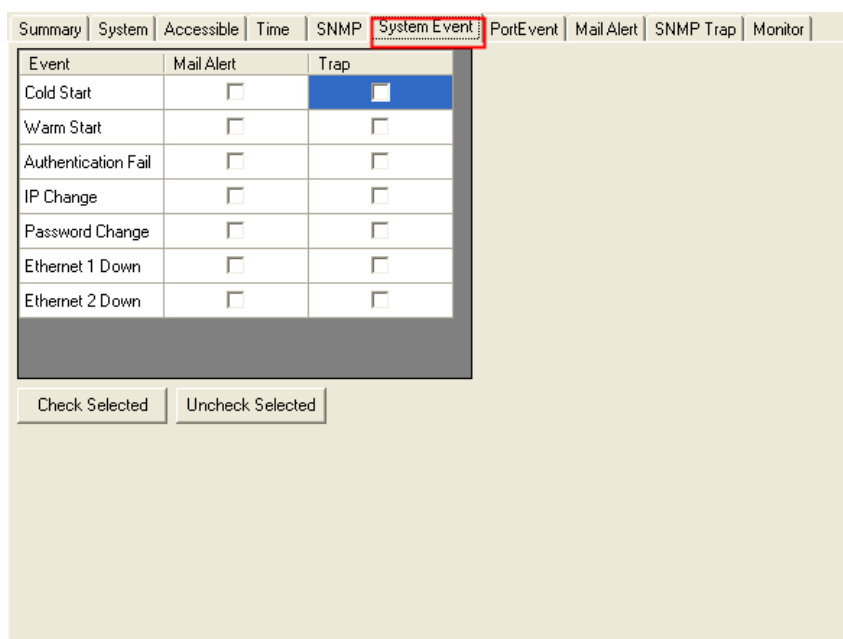 Summary System Accessible Time SNMP System Event PortEvent Mail Alert SNMP Trap Monitor
Event Mail Alert Trap
Cold Start
Warm Start
Authentication Fail
IP Change
Password Change
Ethernet 1 Down
Ethernet 2 Down
Check Selected Uncheck Selected